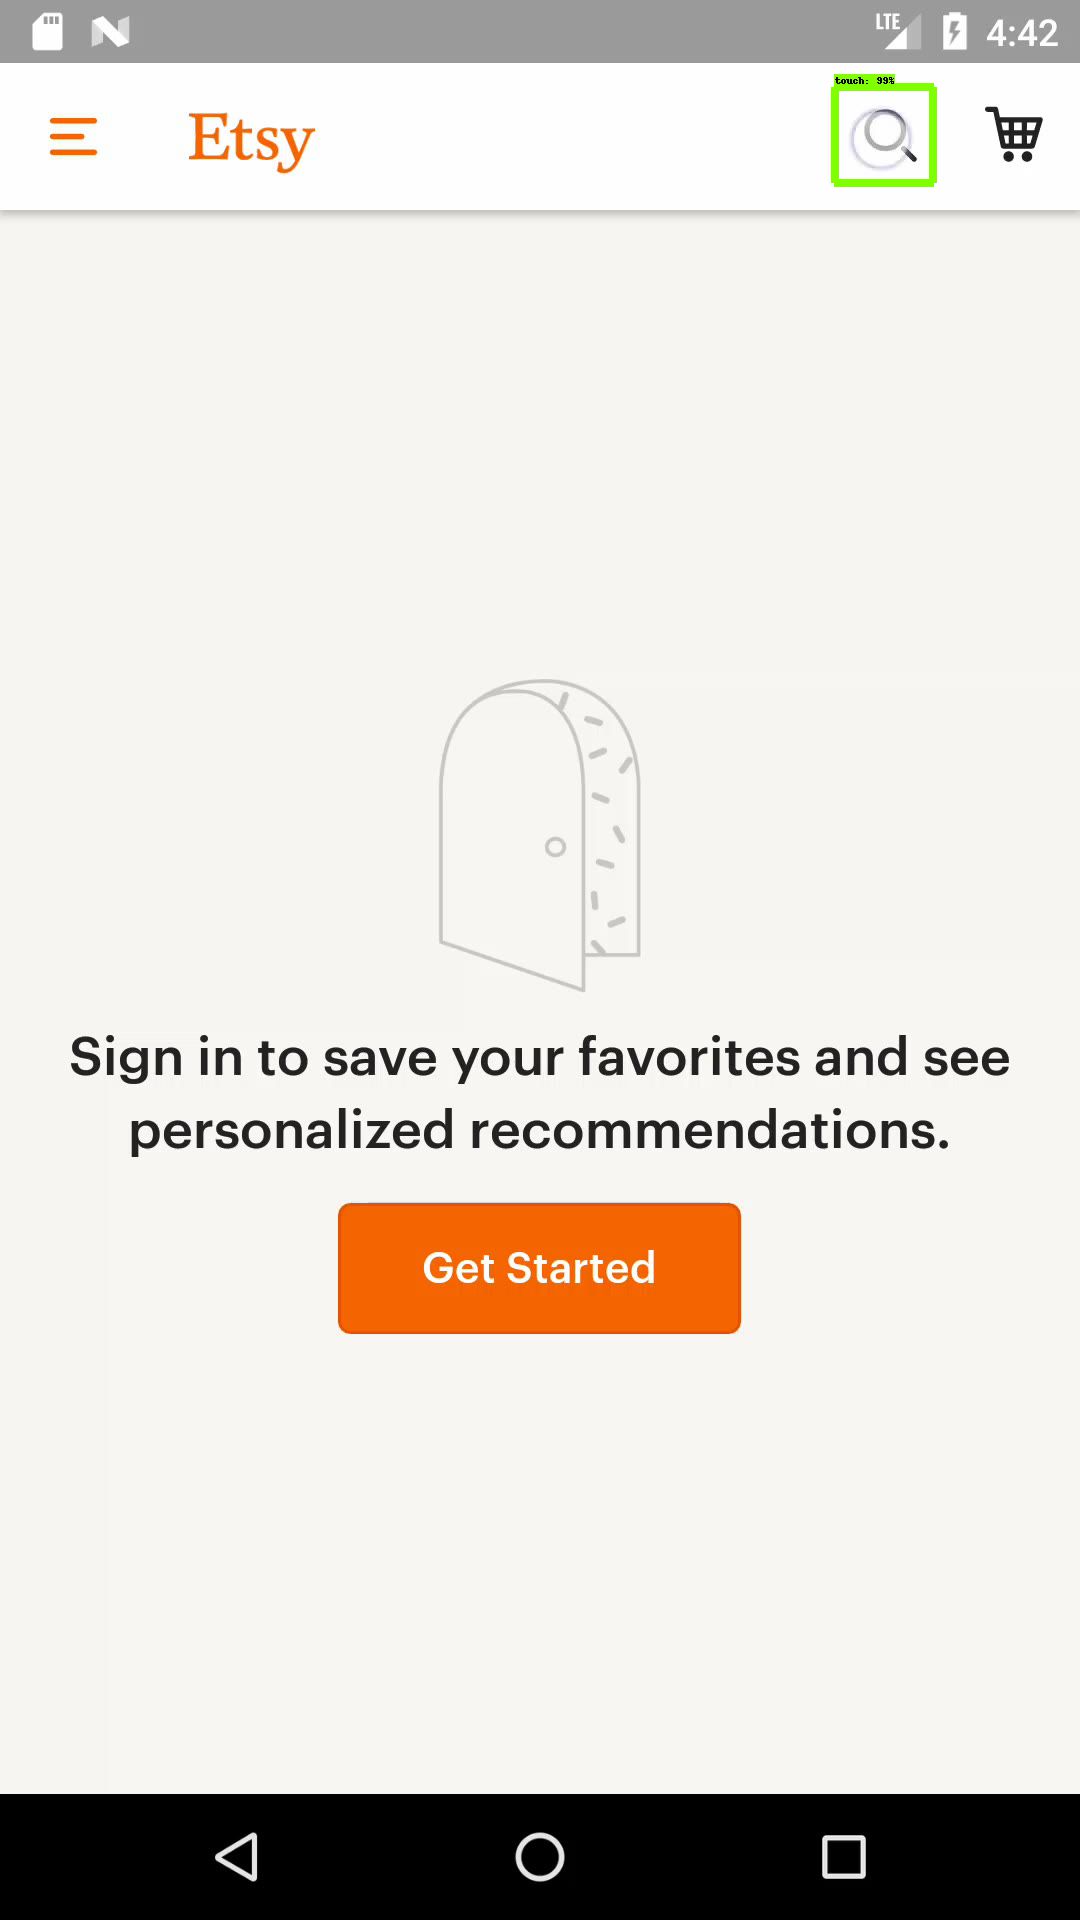 LTE
4:42
touch: 99%
Etsy
Sign in to save your favorites and see
personalized recommendations.
Get Started